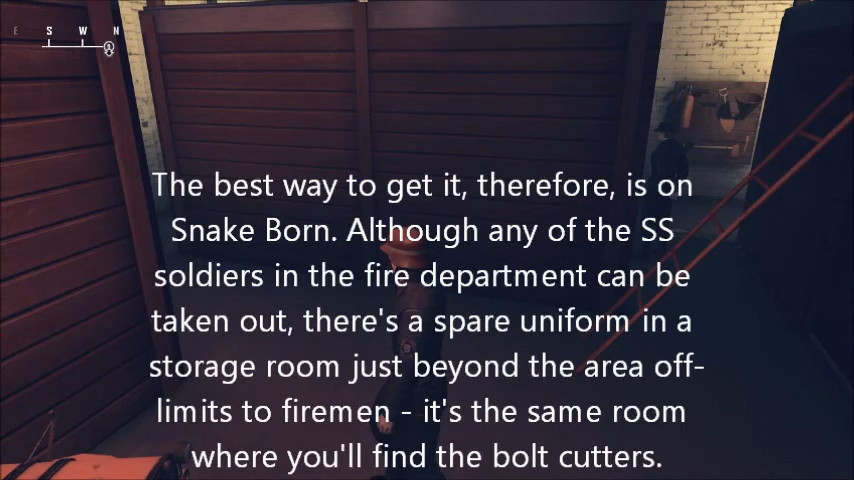 E S W N
The best way to get it, therefore, is on
Snake Born. Although any of the SS
soldiers in the fire department can be
taken out, there's a spare uniform in a
storage room just beyond the area off-
limits to firemen - it's the same room
where you'll find the bolt cutters.